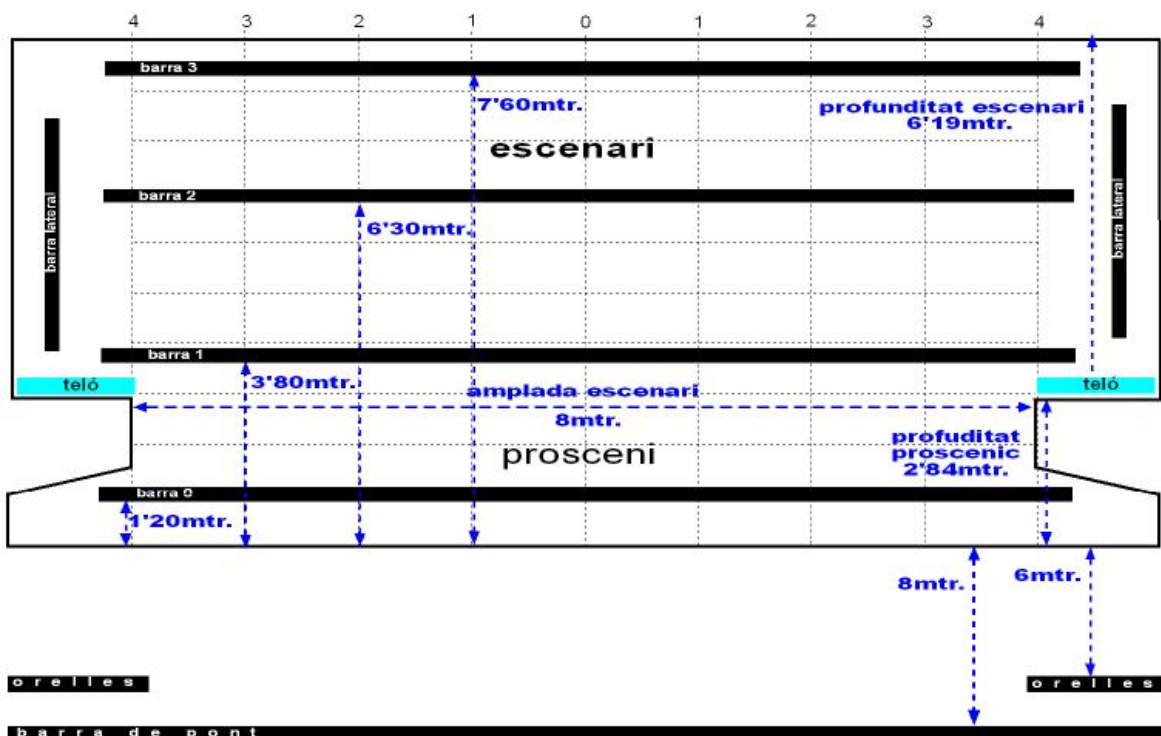 4 3 2 1 0 1 2 3 4
barra 3
7'60mtr.
profunditat escenari
6'19mtr.
escenari
barra lateral
barra lateral
barra 2
6'30mtr.
barra 1
teló
teló
3'80mtr.
amplada escenari
8mtr.
profuditat
proscenic
2'84mtr.
prosceni
barra 0
1'20mtr.
8mtr.
6mtr.
orelles
orelles
barra de pont